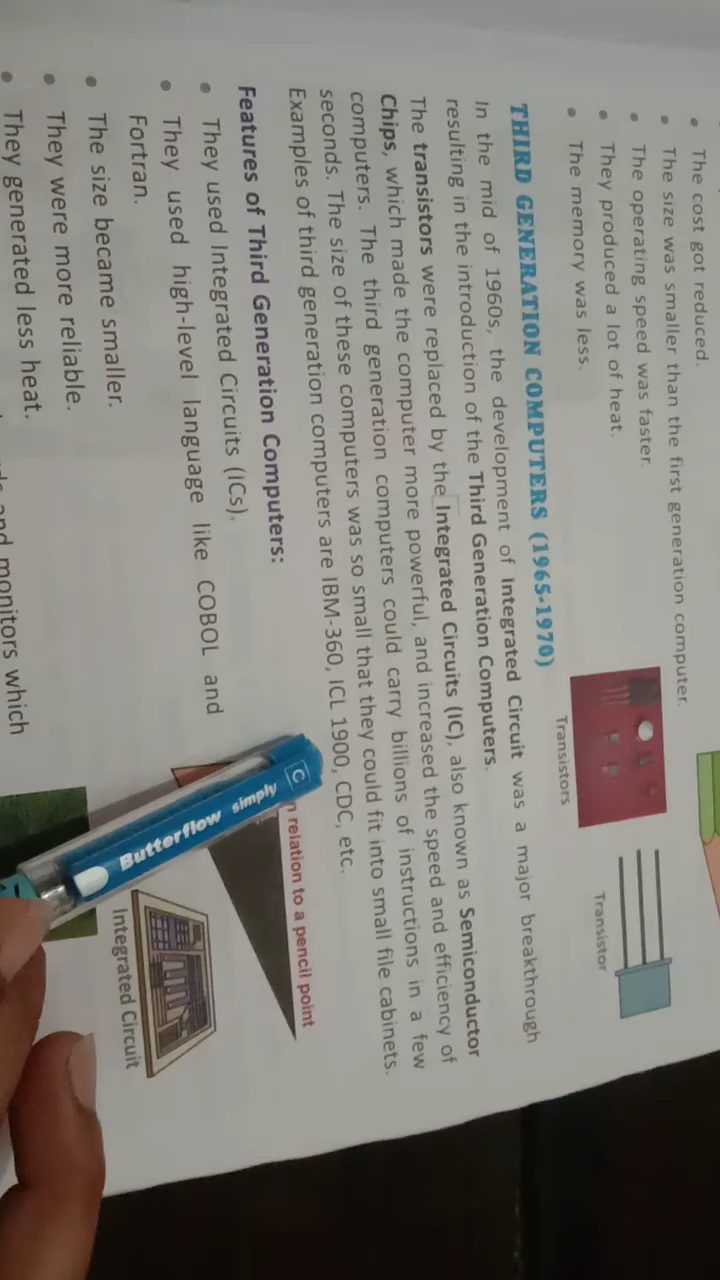 • The cost got reduced.
• The size was smaller than the first generation computer.
• The operating speed was faster.
• They produced a lot of heat.
• The memory was less.
Transistors
Transistor
THIRD GENERATION COMPUTERS (1965-1970)
In the mid of 1960s, the development of Integrated Circuit was a major breakthrough
resulting in the introduction of the Third Generation Computers.
The transistors were replaced by the Integrated Circuits (IC), also known as Semiconductor
Chips, which made the computer more powerful, and increased the speed and efficiency of
computers. The third generation computers could carry billions of instructions in a few
seconds. The size of these computers was so small that they could fit into small file cabinets.
Examples of third generation computers are IBM-360, ICL 1900, CDC, etc.
Features of Third Generation Computers:
• They used Integrated Circuits (ICs).
• They used high-level language like COBOL and
Fortran.
• The size became smaller.
• They were more reliable.
• They generated less heat.
and monitors which
relation to a pencil point
Integrated Circuit
C
Butterflow simply